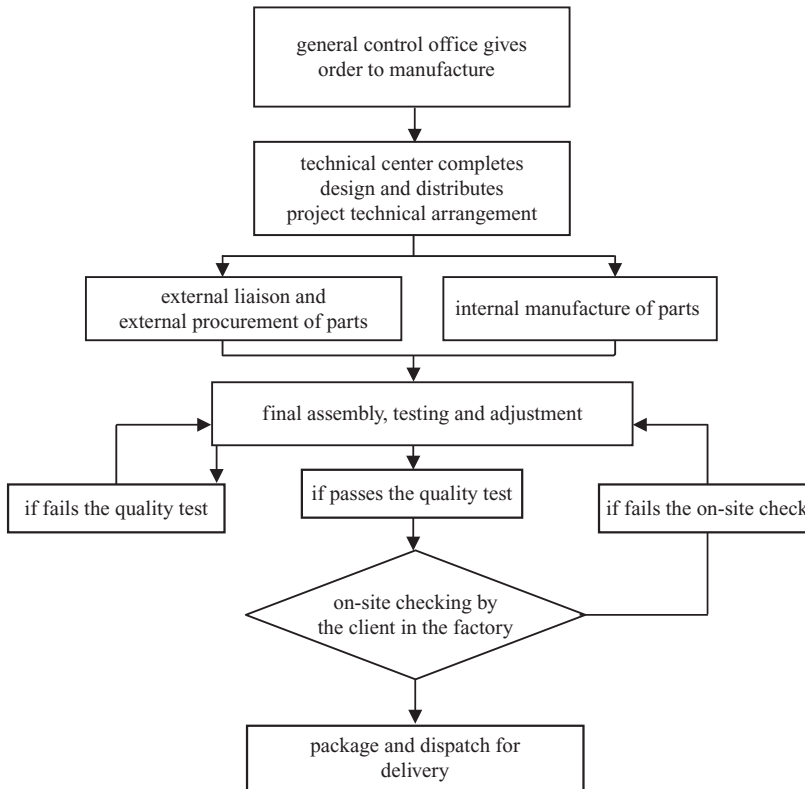 general control office gives
order to manufacture
technical center completes
design and distributes
project technical arrangement
external liaison and
external procurement of parts
internal manufacture of parts
final assembly, testing and adjustment
if fails the quality test
if passes the quality test
if fails the on-site check
on-site checking by
the client in the factory
package and dispatch for
delivery